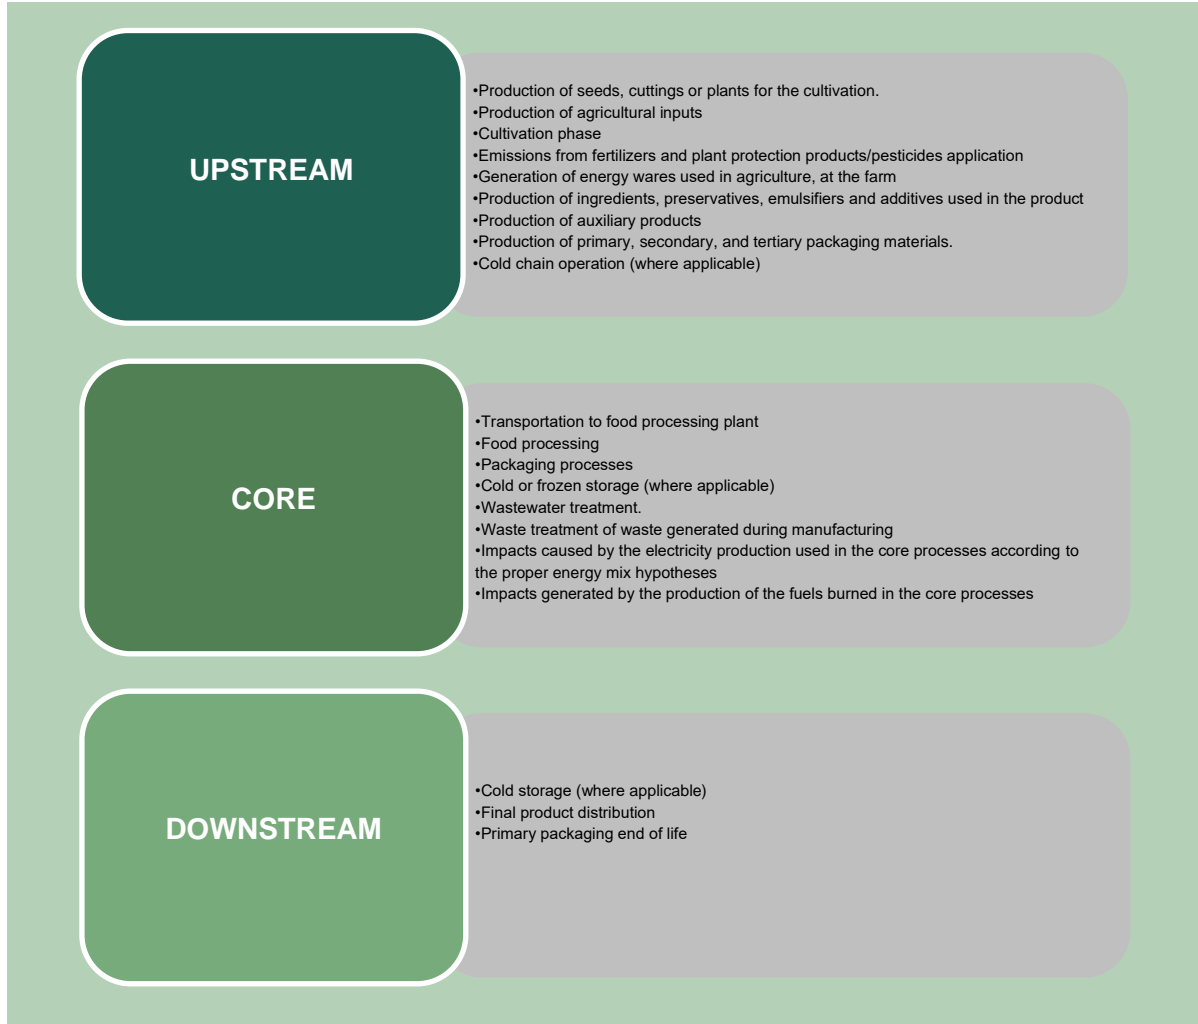 UPSTREAM
•Production of seeds, cuttings or plants for the cultivation.
•Production of agricultural inputs
•Cultivation phase
•Emissions from fertilizers and plant protection products/pesticides application
•Generation of energy wares used in agriculture, at the farm
•Production of ingredients, preservatives, emulsifiers and additives used in the product
•Production of auxiliary products
•Production of primary, secondary, and tertiary packaging materials.
•Cold chain operation (where applicable)
CORE
•Transportation to food processing plant
•Food processing
•Packaging processes
•Cold or frozen storage (where applicable)
•Wastewater treatment.
•Waste treatment of waste generated during manufacturing
•Impacts caused by the electricity production used in the core processes according to
the proper energy mix hypotheses
•Impacts generated by the production of the fuels burned in the core processes
DOWNSTREAM
•Cold storage (where applicable)
•Final product distribution
•Primary packaging end of life